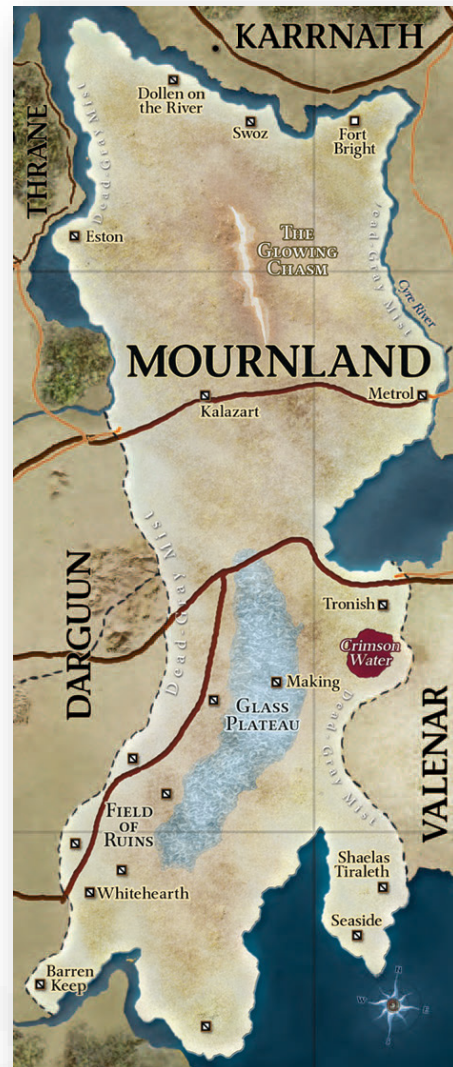 KARRNATH
Dollen on
the River
Swoz
Fort
Bright
THRANE
Dead-Gray Mist
Eston
THE
GLOWING
CHASM
Dead-Gray Mist
Cyre River
MOURNLAND
Metrol
Kalazart
Dead Gray Mist
DARGUUN
Tronish
Crimson
Water
Making
GLASS
PLATEAU
Dead-Gray Mist
VALENAR
FIELD
OF
RUINS
Shaelas
Tiraleth
Whitehearth
Seaside
Barren
Keep
N
W
E
S